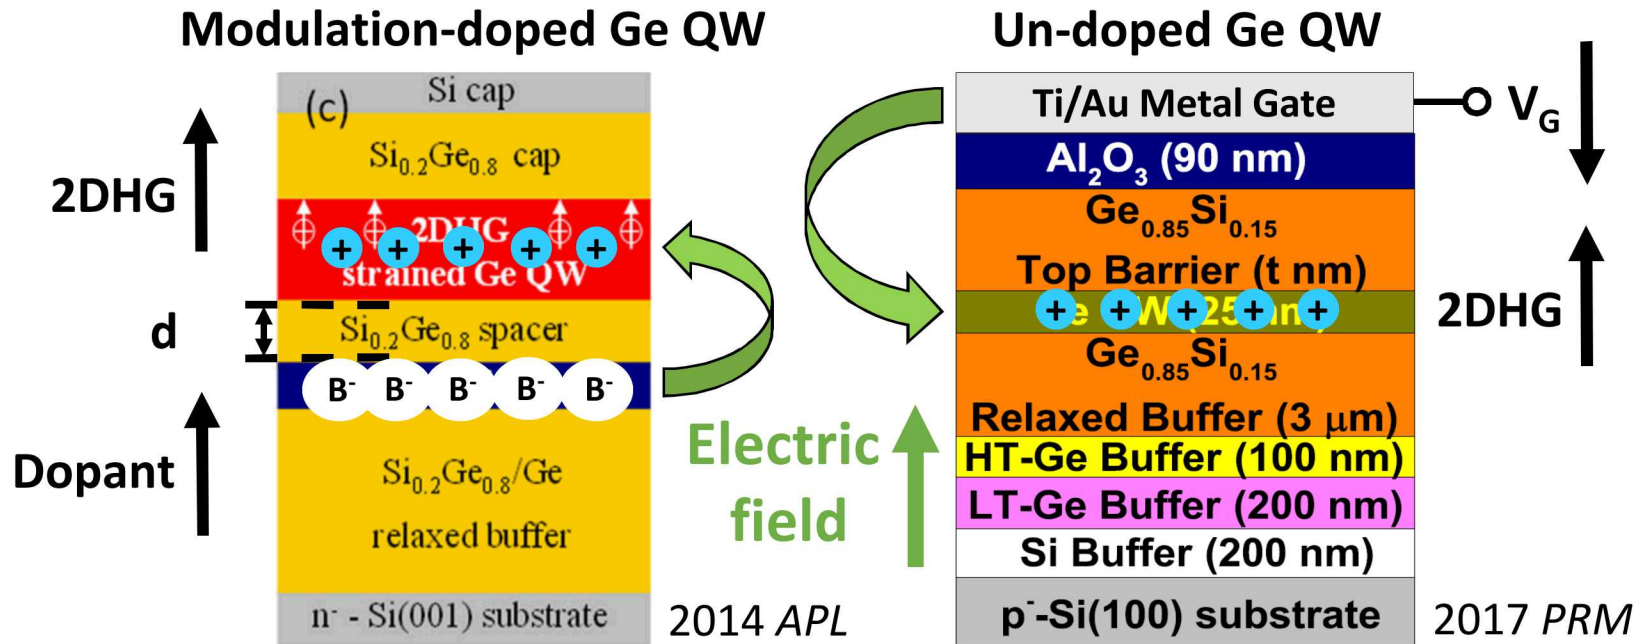 Modulation-doped Ge QW
Un-doped Ge QW
(c)
Si cap
Si₀.₂Ge₀.₈ cap
2DHG
2DHG
+ + + + +
strained Ge QW
d
Si₀.₂Ge₀.₈ spacer
B⁻ B⁻ B⁻ B⁻ B⁻
Dopant
Si₀.₂Ge₀.₈/Ge
relaxed buffer
n⁻ - Si(001) substrate
2014 APL
Electric
field
Ti/Au Metal Gate
V_G
Al₂O₃ (90 nm)
Ge₀.₈₅Si₀.₁₅
Top Barrier (t nm)
+ + + + +
2DHG
Ge₀.₈₅Si₀.₁₅
Relaxed Buffer (3 μm)
HT-Ge Buffer (100 nm)
LT-Ge Buffer (200 nm)
Si Buffer (200 nm)
p⁻-Si(100) substrate
2017 PRM